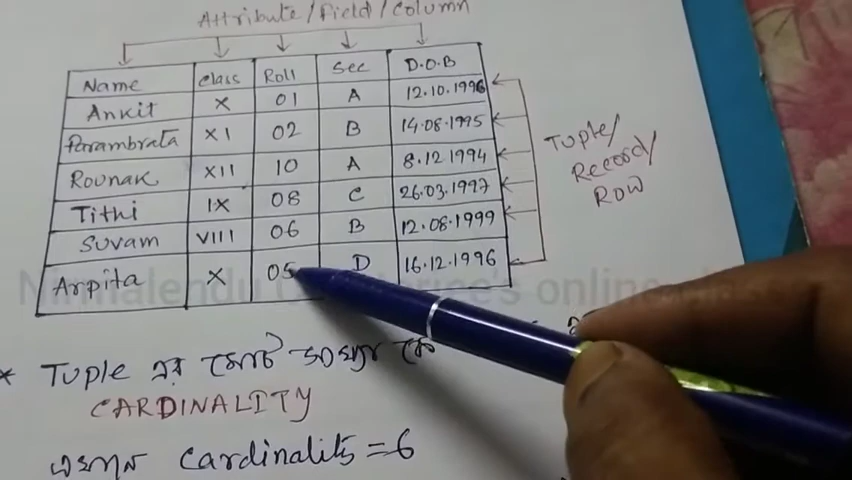 Attribute/Field/Column
Name Class Roll Sec D.O.B
Ankit X 01 A 12.10.1996
Parambrata XI 02 B 14.08.1995
Rounak XII 10 A 8.12.1994
Tithi IX 08 C 26.03.1997
Suvam VIII 06 B 12.08.1999
Arpita X 05 D 16.12.1996
Tuple/
Record/
Row
* Tuple এর মোট সংখ্যা কে
CARDINALITY
এখানে Cardinality = 6